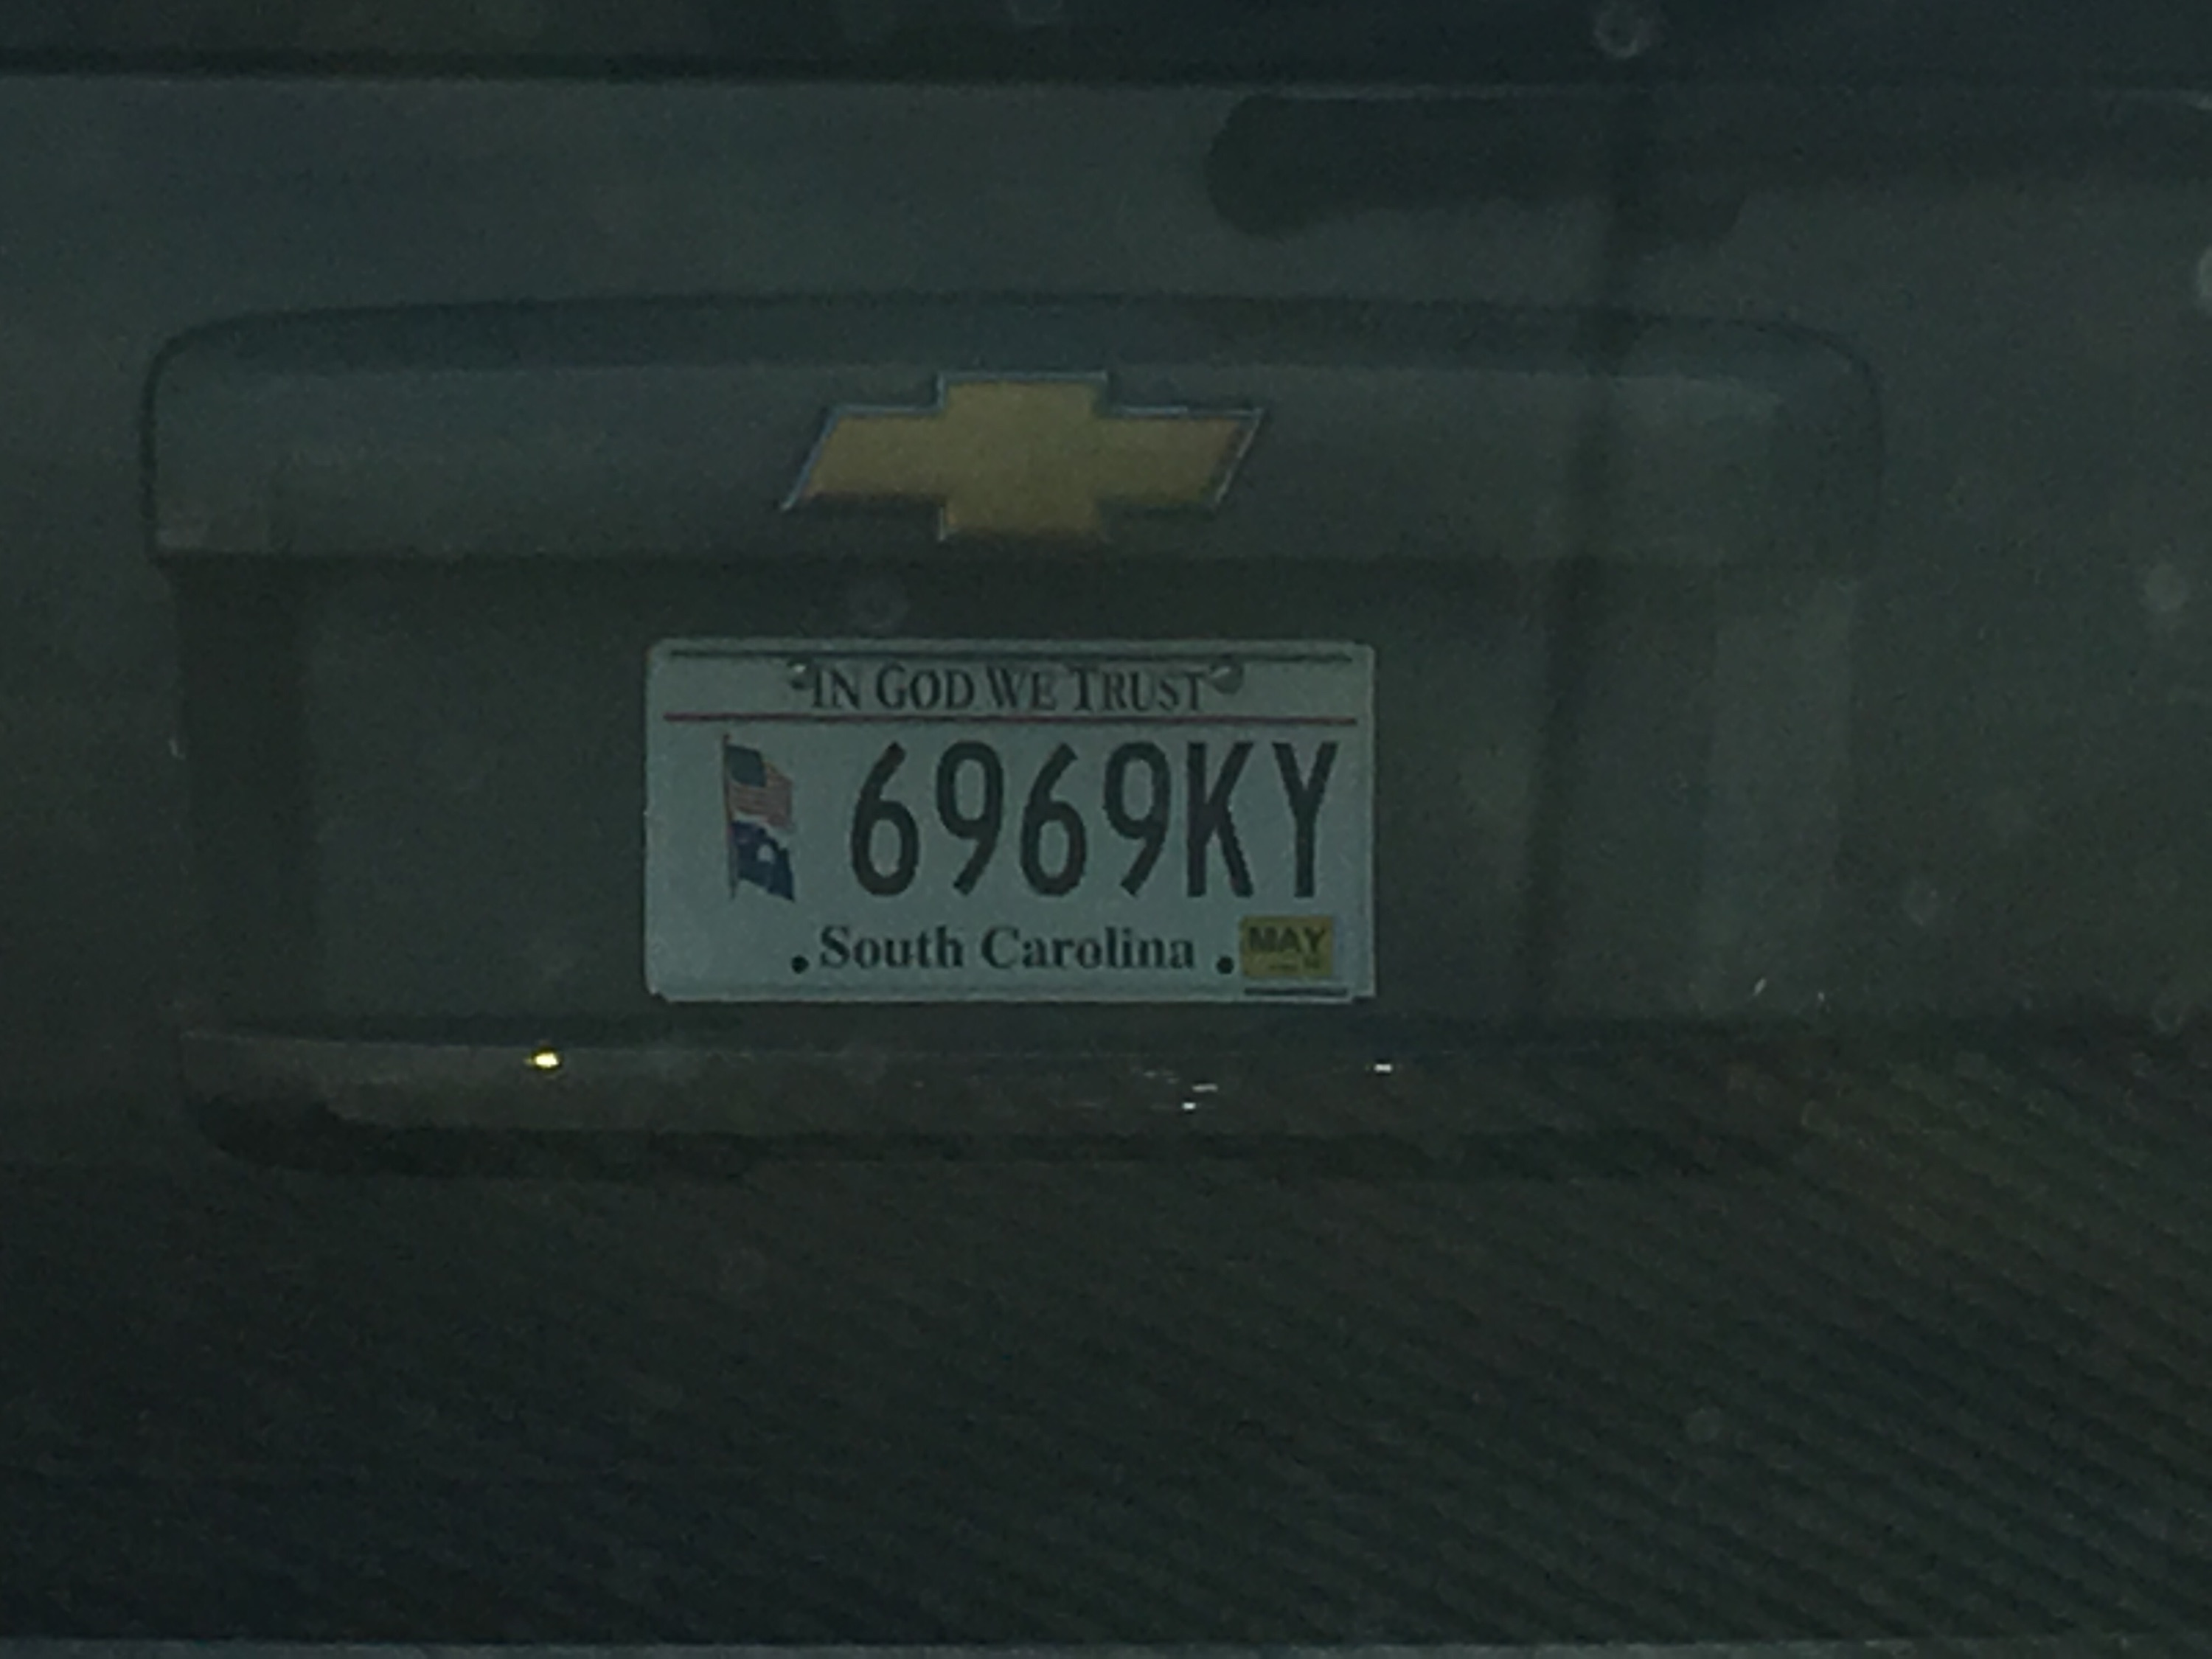 IN GOD WE TRUST
6969KY
South Carolina
MAY